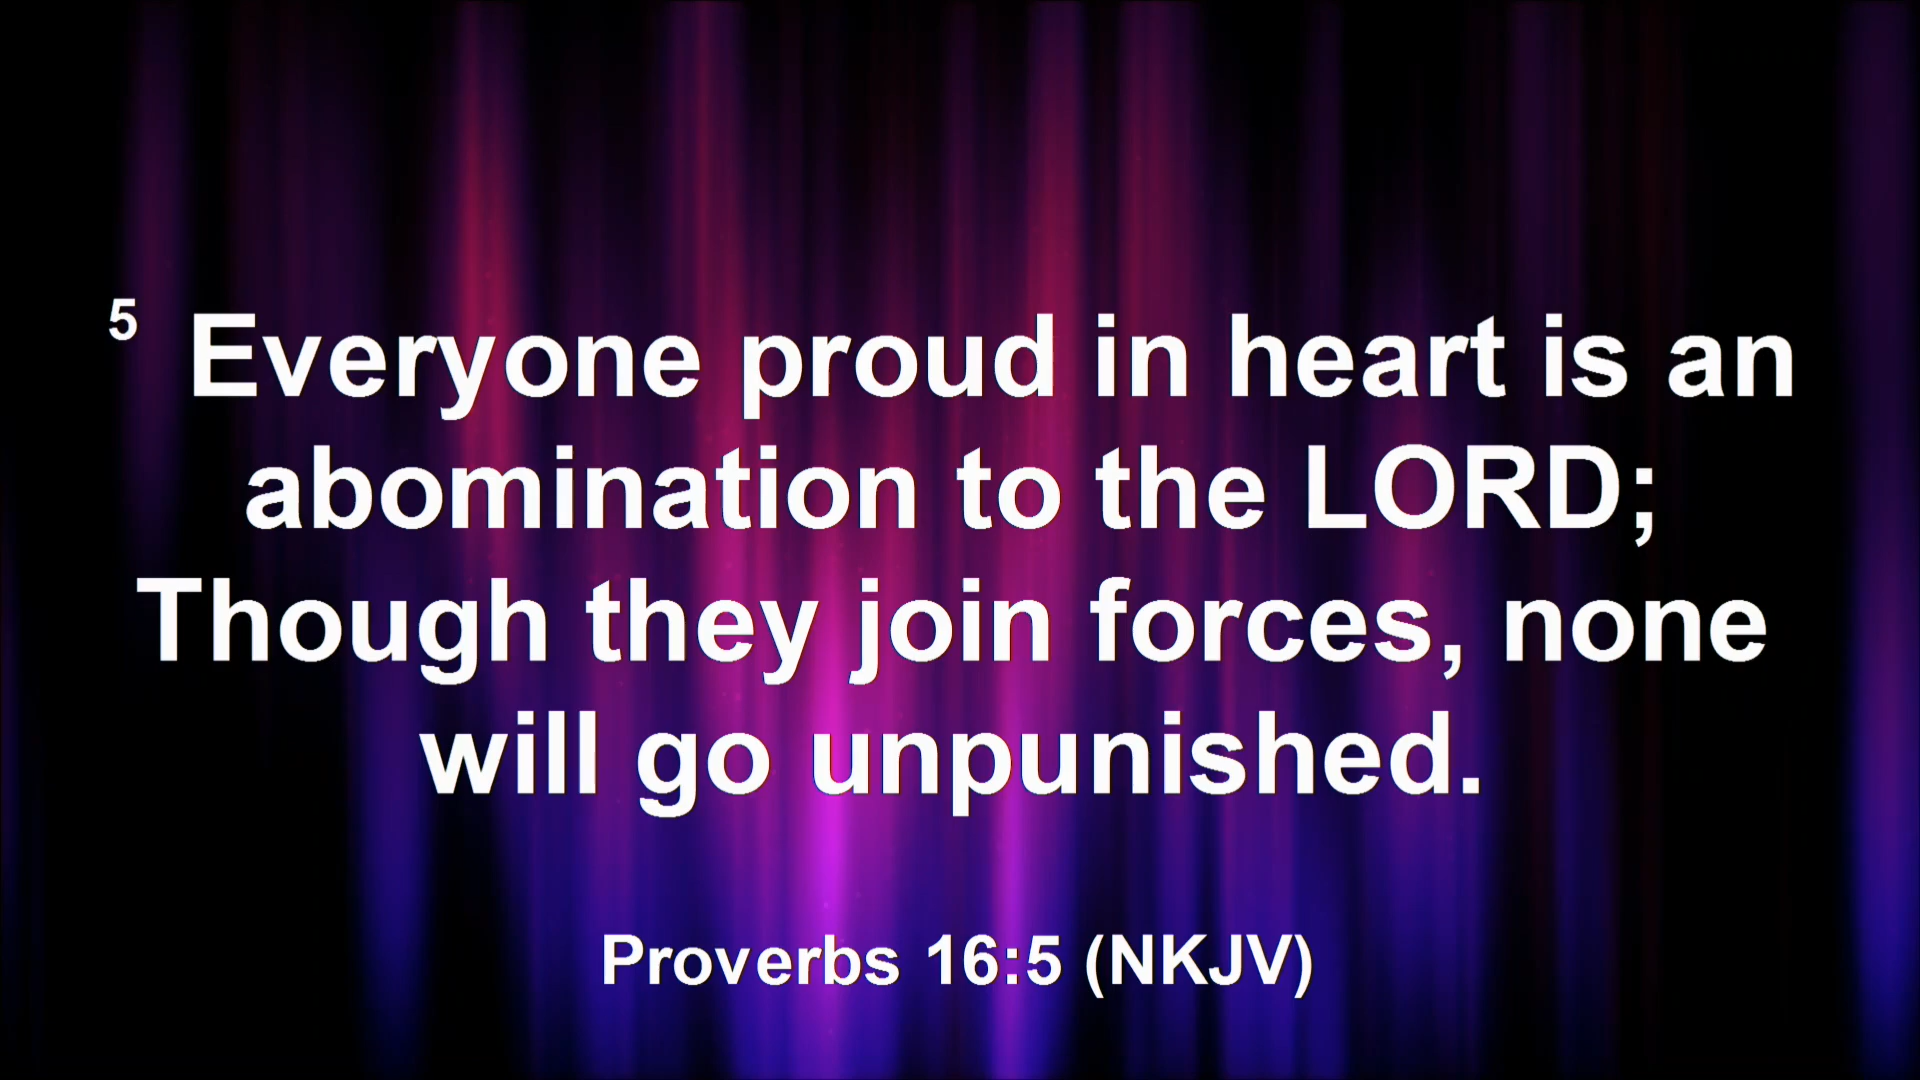 5 Everyone proud in heart is an
abomination to the LORD;
Though they join forces, none
will go unpunished.
Proverbs 16:5 (NKJV)